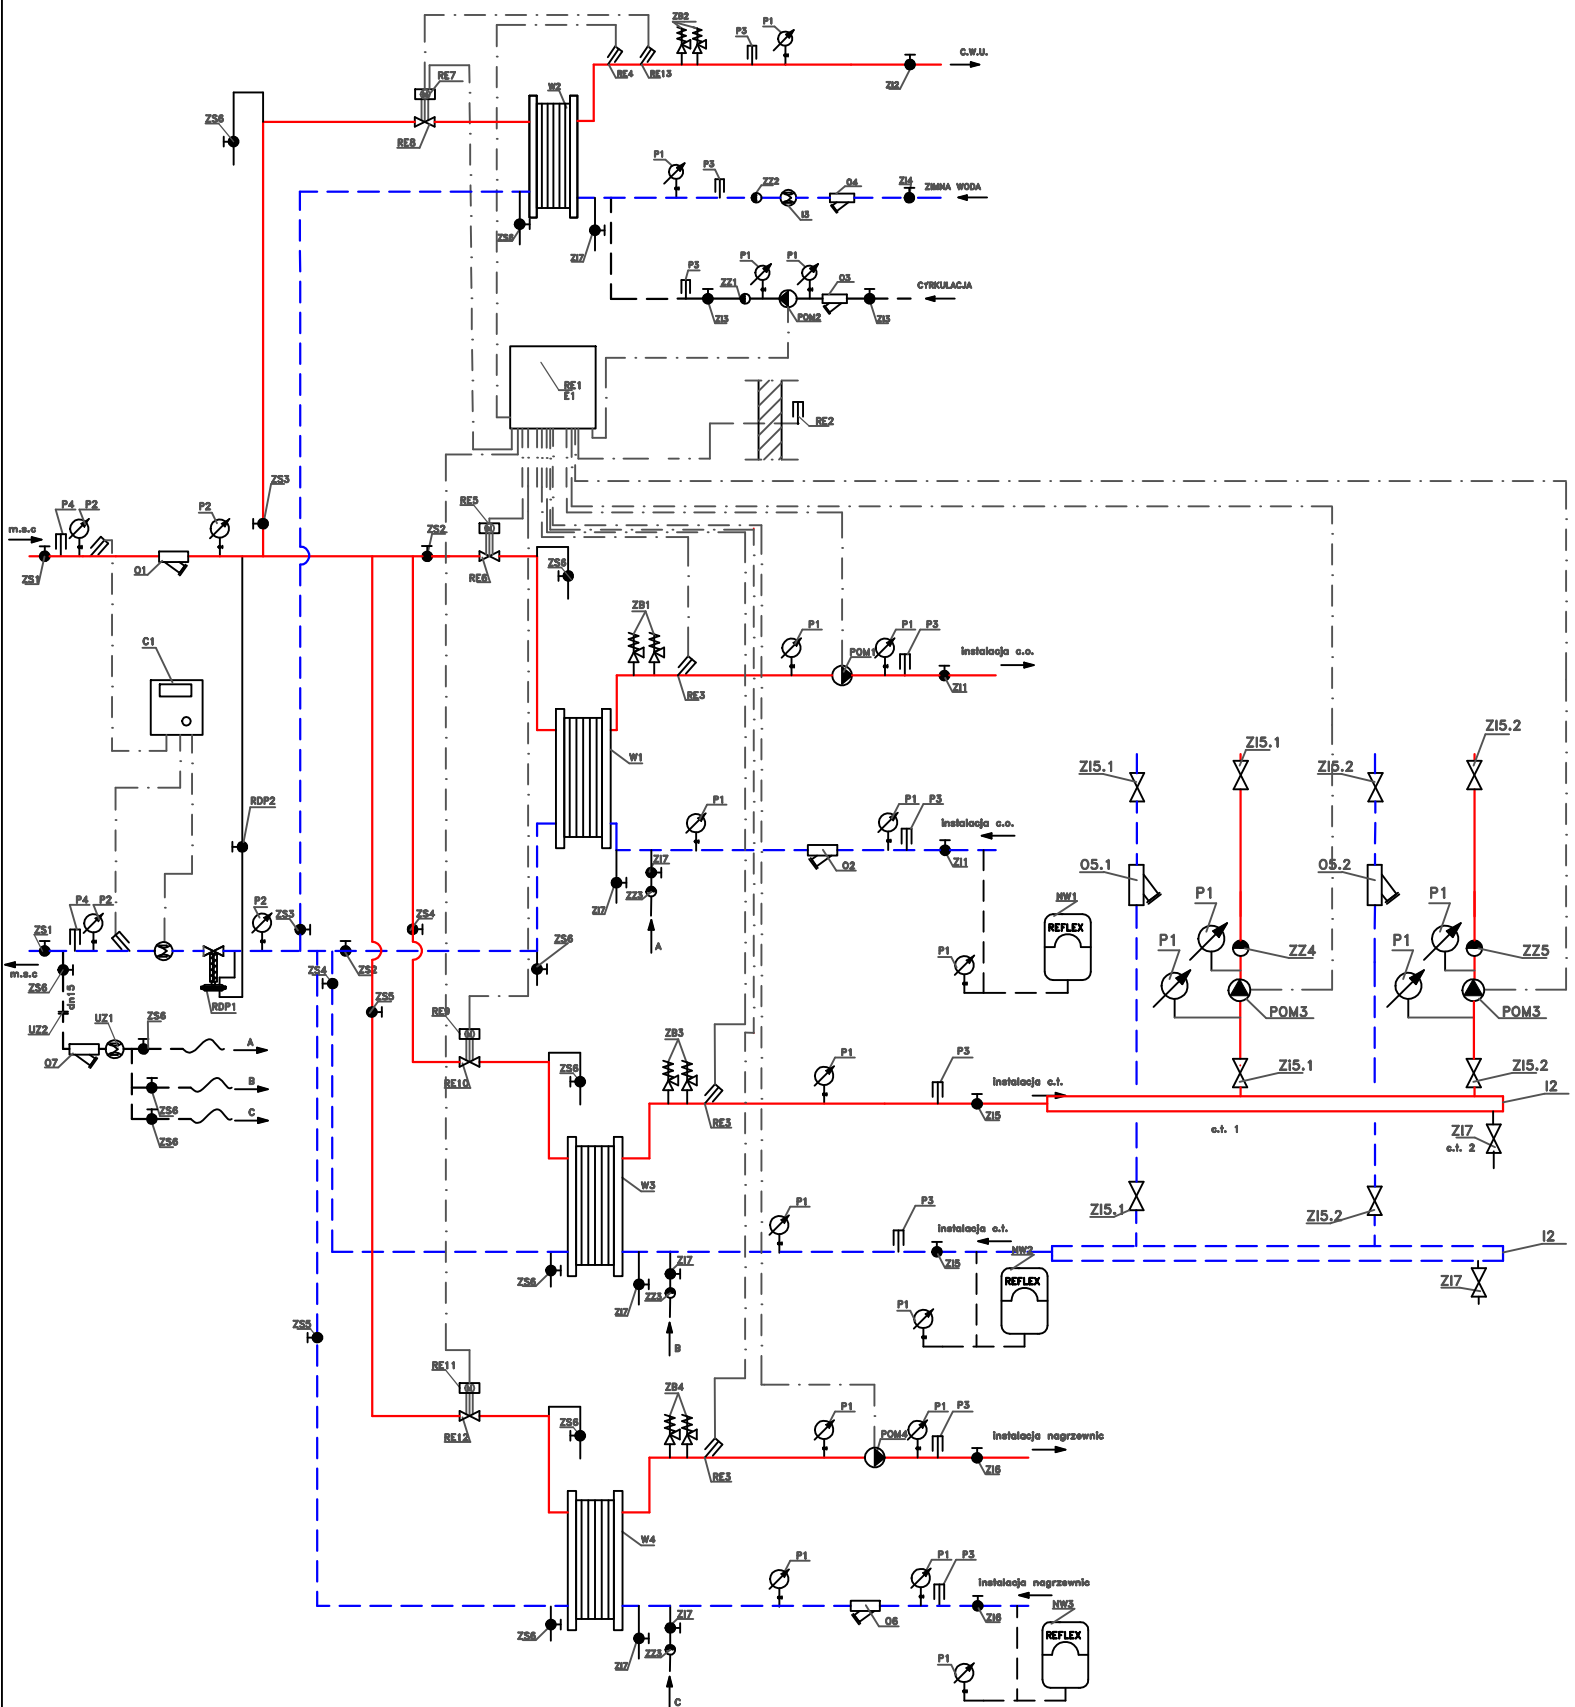 ZB2
P1
P3
C.W.U.
RE7
RE4
RE13
ZI2
W2
ZS6
RE8
P1
P3
ZZ2
O4
ZI4
ZIMNA WODA
I3
ZI7
P3
P1
P1
ZZ1
O3
CYRKULACJA
ZI3
POM2
ZI3
RE1
E1
RE2
ZS3
P4
P2
P2
RE5
m.s.c
ZS2
ZS1
O1
RE6
ZS6
ZB1
P1
P1
P3
C1
POM1
instalacja c.o.
RE3
ZI1
W1
ZI5.1
ZI5.1
ZI5.2
ZI5.2
RDP2
P1
P1
P3
instalacja c.o.
O2
ZI1
ZI7
ZZ3
ZI7
O5.1
O5.2
P4
P2
P2
ZS3
ZS4
ZS1
NW1
REFLEX
P1
P1
A
ZS6
P1
P1
P1
ZZ4
ZZ5
m.s.c
ZS4
ZS2
ZS6
dn15
RDP1
ZS5
POM3
POM3
UZ2
UZ1
ZS6
RE9
ZB3
P1
P3
A
O7
ZS6
RE10
instalacja c.t.
ZI5.1
ZI5.2
I2
B
ZS6
C
ZS6
RE3
ZI5
c.t. 1
ZI7
c.t. 2
W3
P1
P3
ZI5.1
ZI5.2
instalacja c.t.
I2
ZI5
NW2
REFLEX
ZI7
ZS6
ZI7
ZZ3
ZI7
P1
ZS5
B
RE11
ZB4
P1
P1
P3
ZS6
RE12
POM4
instalacja nagrzewnic
RE3
ZI6
W4
P1
P1
P3
instalacja nagrzewnic
ZI7
O6
ZI6
NW3
REFLEX
ZS6
ZI7
ZZ3
P1
C